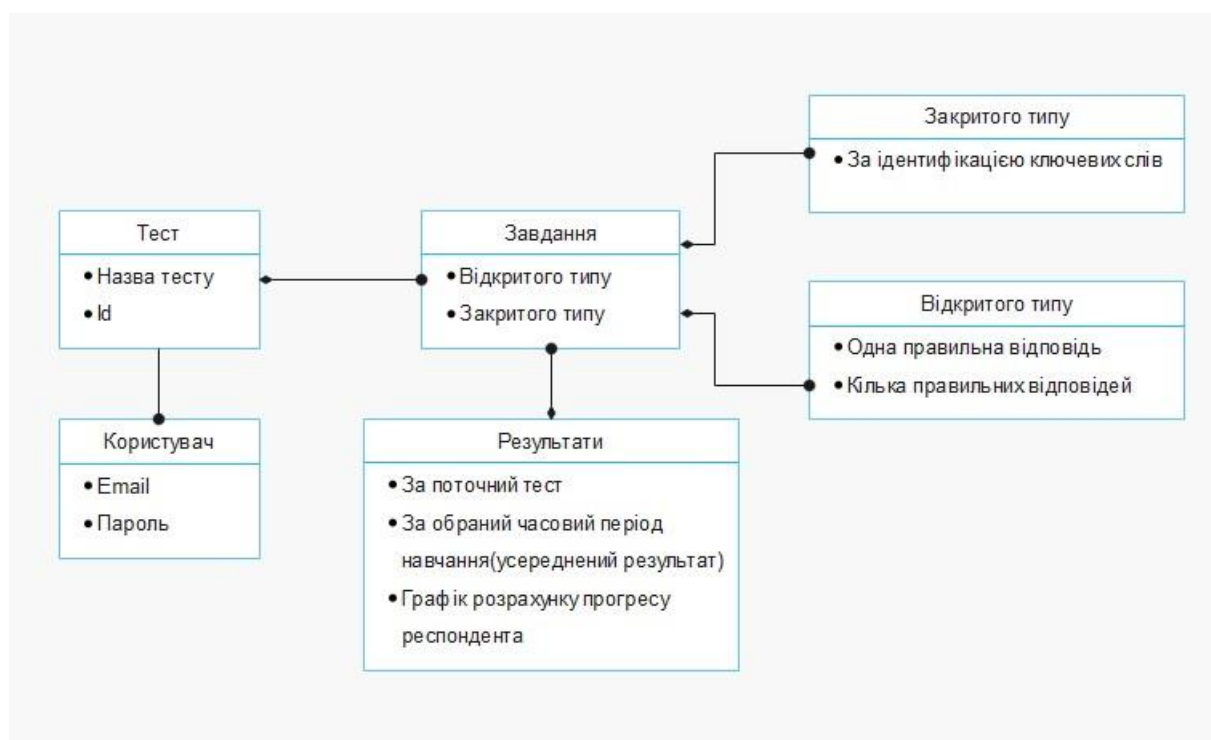 Закритого типу
• За ідентифікацією ключевих слів
Тест
• Назва тесту
• Id
Завдання
• Відкритого типу
• Закритого типу
Відкритого типу
• Одна правильна відповідь
• Кілька правильних відповідей
Користувач
• Email
• Пароль
Результати
• За поточний тест
• За обраний часовий період
навчання(усереднений результат)
• Графік розрахунку прогресу
респондента